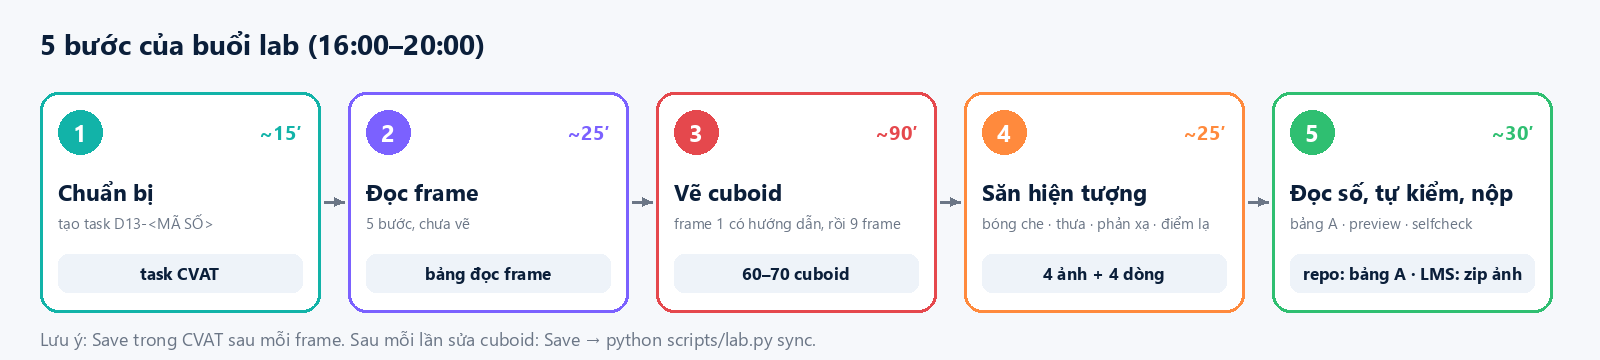 5 bước của buổi lab (16:00–20:00)
1
~15′
Chuẩn bị
tạo task D13-<MÃ SỐ>
task CVAT
2
~25′
Đọc frame
5 bước, chưa vẽ
bảng đọc frame
3
~90′
Vẽ cuboid
frame 1 có hướng dẫn, rồi 9 frame
60–70 cuboid
4
~25′
Săn hiện tượng
bóng che · thưa · phản xạ · điểm lạ
4 ảnh + 4 dòng
5
~30′
Đọc số, tự kiểm, nộp
bảng A · preview · selfcheck
repo: bảng A · LMS: zip ảnh
Lưu ý: Save trong CVAT sau mỗi frame. Sau mỗi lần sửa cuboid: Save → python scripts/lab.py sync.